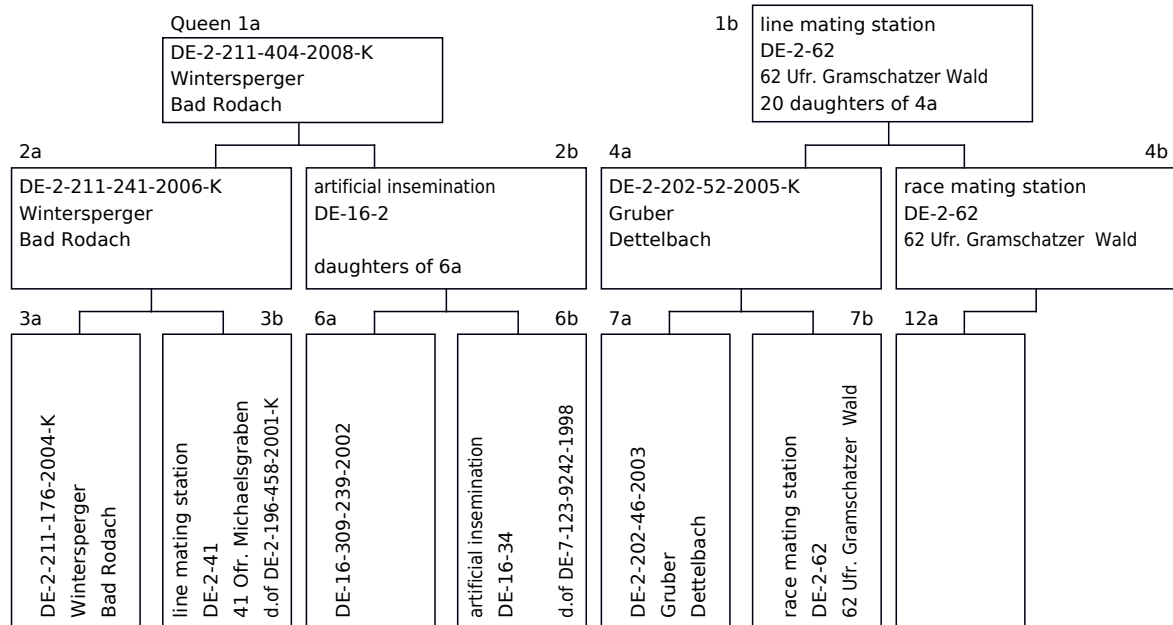 Queen 1a
DE-2-211-404-2008-K
Wintersperger
Bad Rodach
1b
line mating station
DE-2-62
62 Ufr. Gramschatzer Wald
20 daughters of 4a
2a
DE-2-211-241-2006-K
Wintersperger
Bad Rodach
2b
artificial insemination
DE-16-2
daughters of 6a
4a
DE-2-202-52-2005-K
Gruber
Dettelbach
4b
race mating station
DE-2-62
62 Ufr. Gramschatzer Wald
3a
DE-2-211-176-2004-K
Wintersperger
Bad Rodach
3b
line mating station
DE-2-41
41 Ofr. Michaelsgraben
d.of DE-2-196-458-2001-K
6a
DE-16-309-239-2002
6b
artificial insemination
DE-16-34
d.of DE-7-123-9242-1998
7a
DE-2-202-46-2003
Gruber
Dettelbach
7b
race mating station
DE-2-62
62 Ufr. Gramschatzer Wald
12a